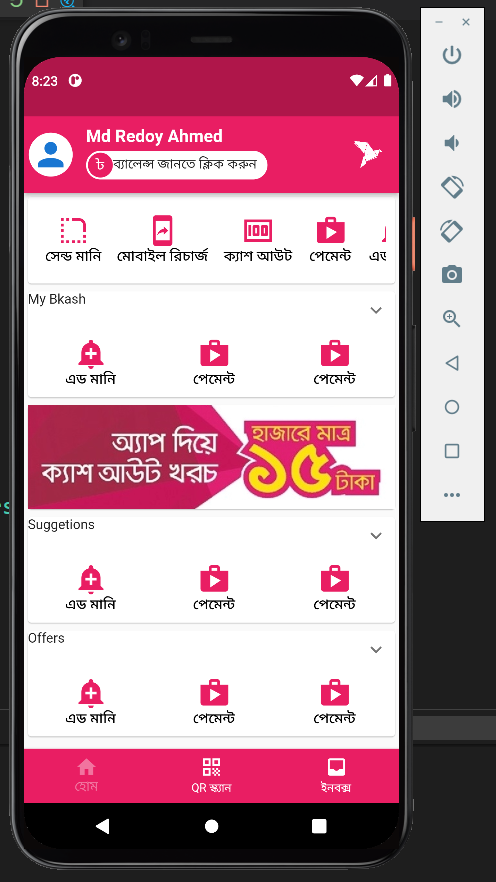 8:23
Md Redoy Ahmed
৳ ব্যালেন্স জানতে ক্লিক করুন
সেন্ড মানি মোবাইল রিচার্জ ক্যাশ আউট পেমেন্ট
My Bkash
এড মানি পেমেন্ট পেমেন্ট
অ্যাপ দিয়ে
ক্যাশ আউট খরচ
হাজারে মাত্র
১৫ টাকা
Suggetions
এড মানি পেমেন্ট পেমেন্ট
Offers
এড মানি পেমেন্ট পেমেন্ট
হোম QR স্ক্যান ইনবক্স